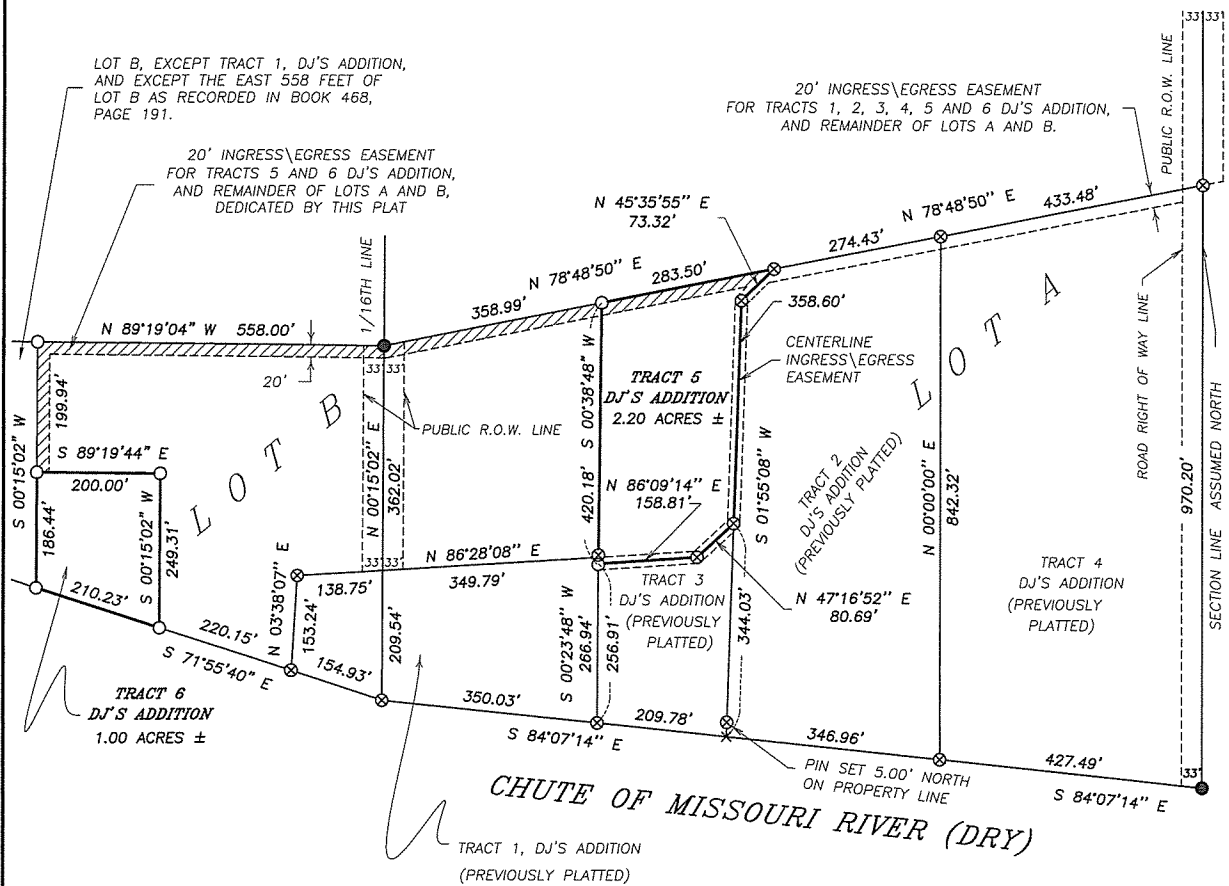 33' 33'
LOT B, EXCEPT TRACT 1, DJ'S ADDITION,
AND EXCEPT THE EAST 558 FEET OF
LOT B AS RECORDED IN BOOK 468,
PAGE 191.
PUBLIC R.O.W. LINE
20' INGRESS\EGRESS EASEMENT
FOR TRACTS 1, 2, 3, 4, 5 AND 6 DJ'S ADDITION,
AND REMAINDER OF LOTS A AND B.
20' INGRESS\EGRESS EASEMENT
FOR TRACTS 5 AND 6 DJ'S ADDITION,
AND REMAINDER OF LOTS A AND B,
DEDICATED BY THIS PLAT
N 45°35'55" E
73.32'
N 78°48'50" E
433.48'
274.43'
1/16TH LINE
N 78°48'50" E
283.50'
358.99'
358.60'
N 89°19'04" W
558.00'
20'
33' 33'
CENTERLINE
INGRESS\EGRESS
EASEMENT
LOT A
199.94'
S 00°15'02" W
PUBLIC R.O.W. LINE
S 00°38'48" W
420.18'
TRACT 5
DJ'S ADDITION
2.20 ACRES ±
LOT B
S 89°19'44" E
200.00'
N 00°15'02" E
362.02'
S 01°55'08" W
TRACT 2
DJ'S ADDITION
(PREVIOUSLY PLATTED)
N 00°00'00" E
842.32'
ROAD RIGHT OF WAY LINE
970.20'
SECTION LINE ASSUMED NORTH
186.44'
S 00°15'02" W
249.31'
N 86°09'14" E
158.81'
33' 33'
N 86°28'08" E
138.75'
349.79'
TRACT 3
DJ'S ADDITION
(PREVIOUSLY
PLATTED)
N 47°16'52" E
80.69'
TRACT 4
DJ'S ADDITION
(PREVIOUSLY
PLATTED)
210.23'
N 03°38'07" E
153.24'
220.15'
S 71°55'40" E
154.93'
209.54'
S 00°23'48" W
266.94'
256.91'
344.03'
TRACT 6
DJ'S ADDITION
1.00 ACRES ±
350.03'
209.78'
S 84°07'14" E
346.96'
427.49'
S 84°07'14" E
33'
PIN SET 5.00' NORTH
ON PROPERTY LINE
CHUTE OF MISSOURI RIVER (DRY)
TRACT 1, DJ'S ADDITION
(PREVIOUSLY PLATTED)